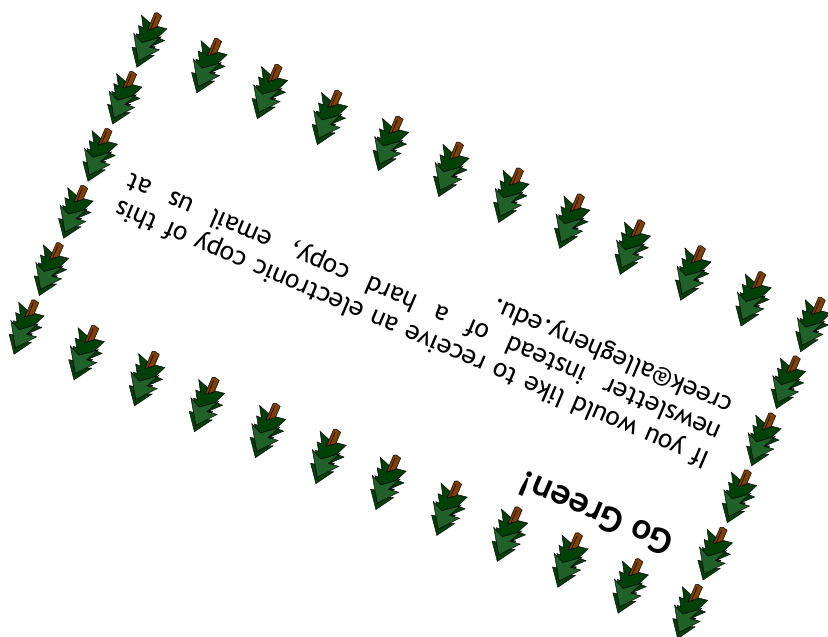 Go Green!
If you would like to receive an electronic copy of this
newsletter instead of a hard copy, email us at
creek@allegheny.edu.